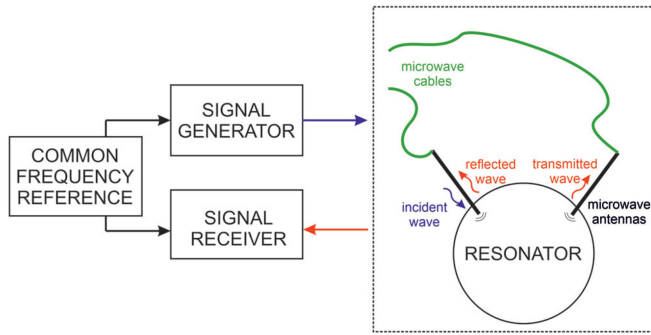 SIGNAL
GENERATOR
COMMON
FREQUENCY
REFERENCE
SIGNAL
RECEIVER
microwave
cables
reflected
wave
transmitted
wave
incident
wave
microwave
antennas
RESONATOR